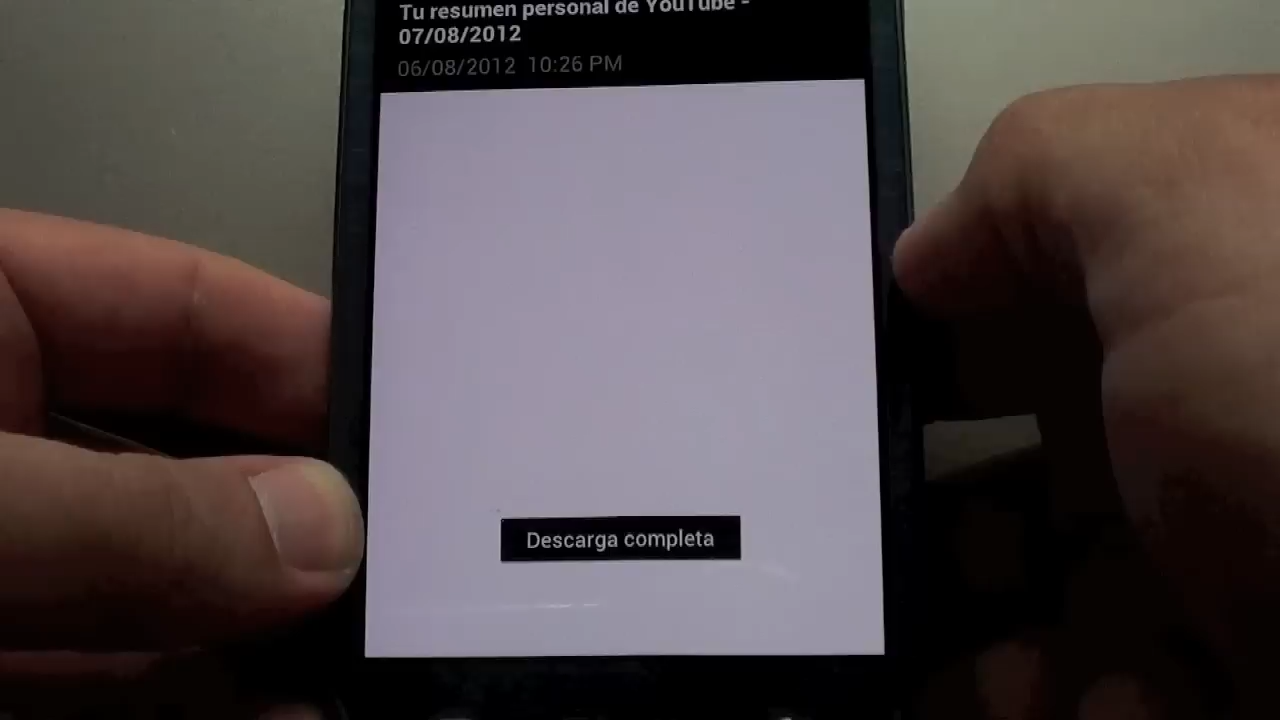 Tu resumen personal de YouTube -
07/08/2012
06/08/2012 10:26 PM
Descarga completa